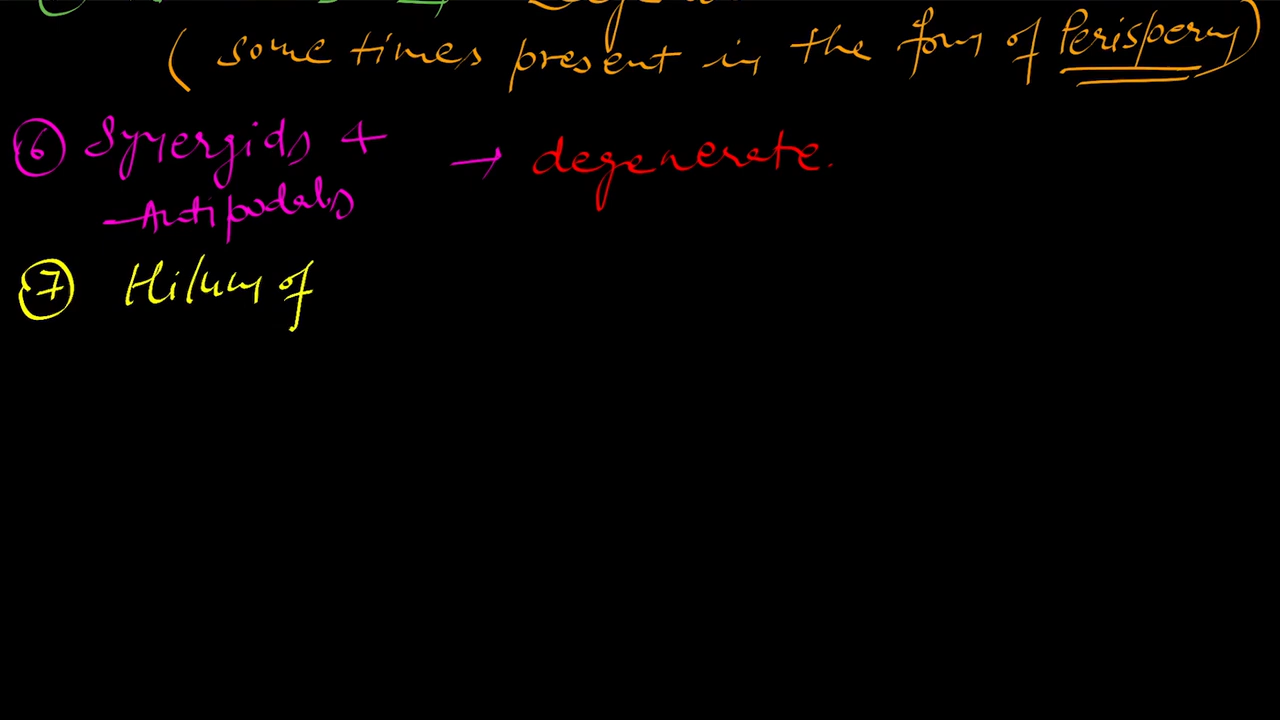 (some times present in the form of Perisperm)
⑥ Synergids + → degenerate.
Antipodals
⑦ Hilum of